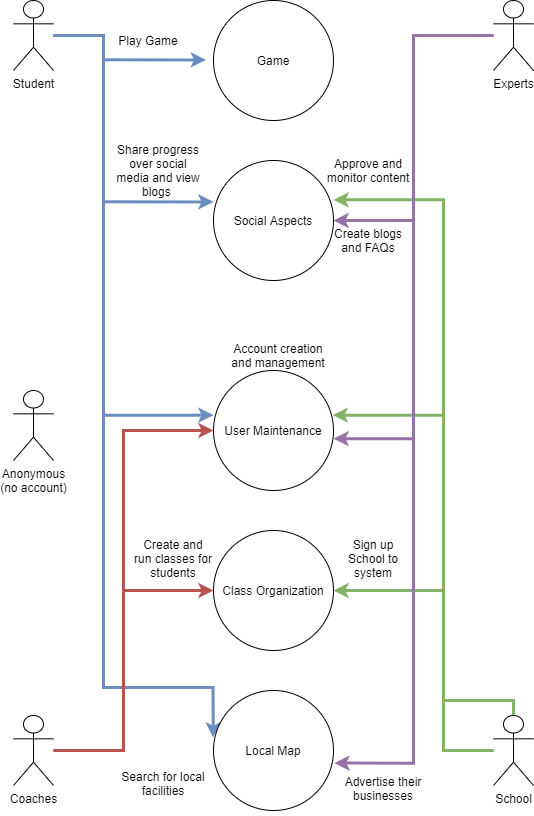 Play Game
Game
Student
Experts
Share progress
over social
media and view
blogs
Approve and
monitor content
Social Aspects
Create blogs
and FAQs
Account creation
and management
User Maintenance
Anonymous
(no account)
Create and
run classes for
students
Sign up
School to
system
Class Organization
Local Map
Search for local
facilities
Advertise their
businesses
Coaches
School